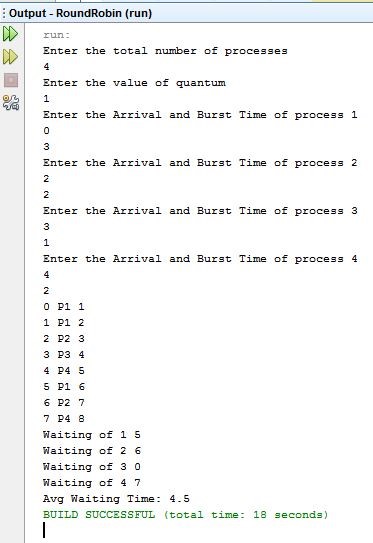 Output - RoundRobin (run)
run:
Enter the total number of processes
4
Enter the value of quantum
1
Enter the Arrival and Burst Time of process 1
0
3
Enter the Arrival and Burst Time of process 2
2
2
Enter the Arrival and Burst Time of process 3
3
1
Enter the Arrival and Burst Time of process 4
4
2
0 P1 1
1 P1 2
2 P2 3
3 P3 4
4 P4 5
5 P1 6
6 P2 7
7 P4 8
Waiting of 1 5
Waiting of 2 6
Waiting of 3 0
Waiting of 4 7
Avg Waiting Time: 4.5
BUILD SUCCESSFUL (total time: 18 seconds)